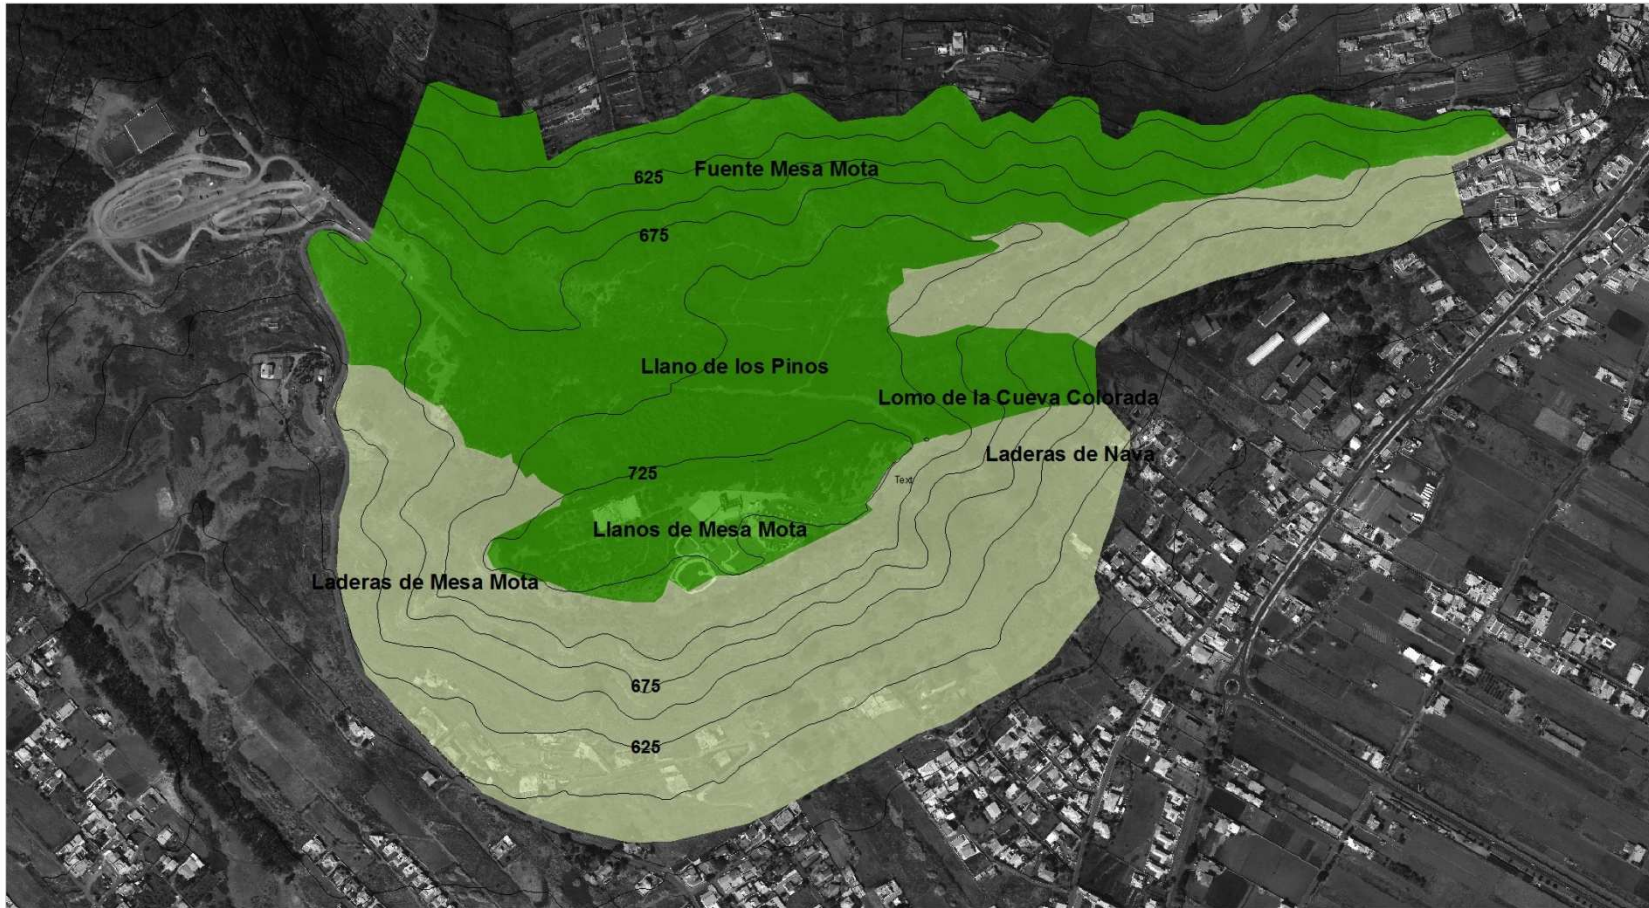 Fuente Mesa Mota
625
675
Llano de los Pinos
Lomo de la Cueva Colorada
Laderas de Nava
725
Text
Llanos de Mesa Mota
Laderas de Mesa Mota
675
625